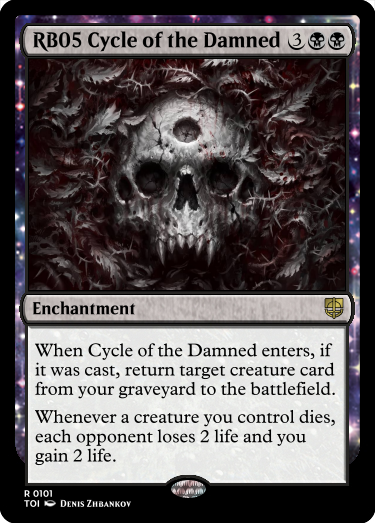 RB05 Cycle of the Damned 3
Enchantment
When Cycle of the Damned enters, if
it was cast, return target creature card
from your graveyard to the battlefield.
Whenever a creature you control dies,
each opponent loses 2 life and you
gain 2 life.
R 0101
TOI Denis Zhbankov